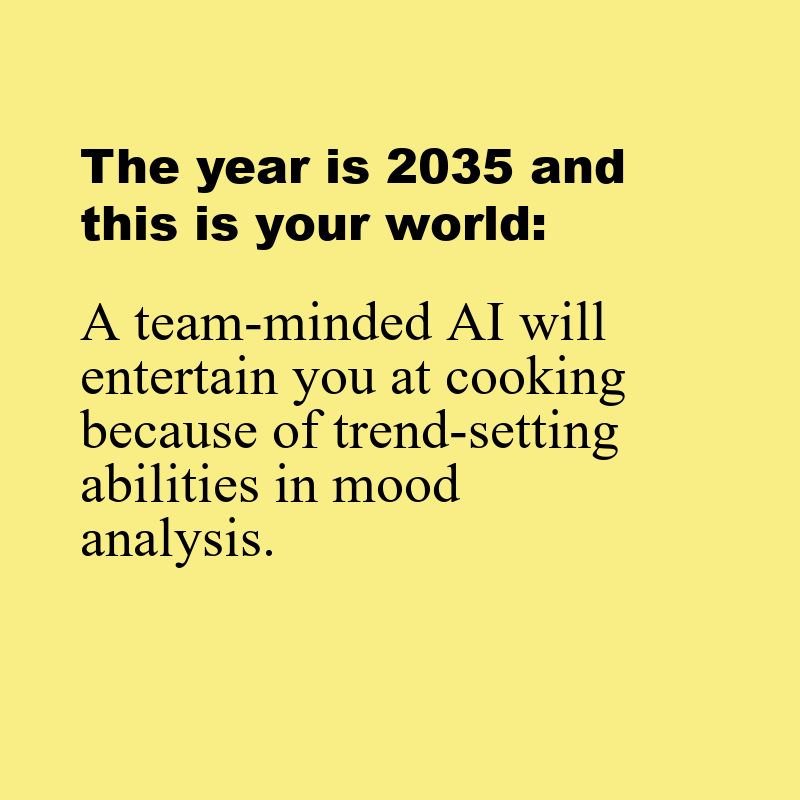 The year is 2035 and
this is your world:
A team-minded AI will
entertain you at cooking
because of trend-setting
abilities in mood
analysis.